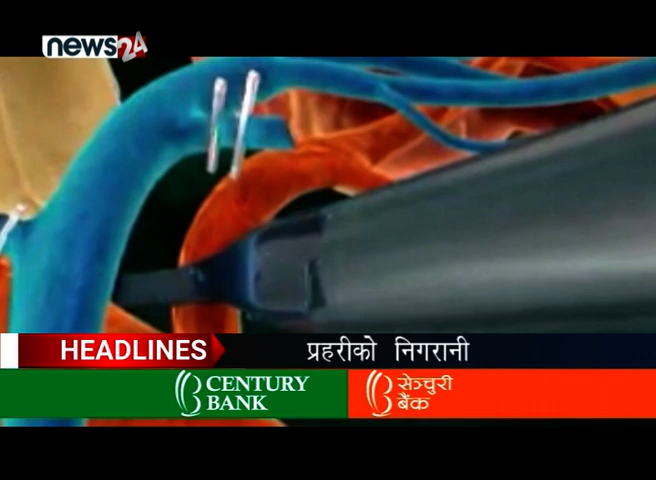 news24
HEADLINES
प्रहरीको निगरानी
CENTURY
BANK
सेञ्चुरी
बैंक